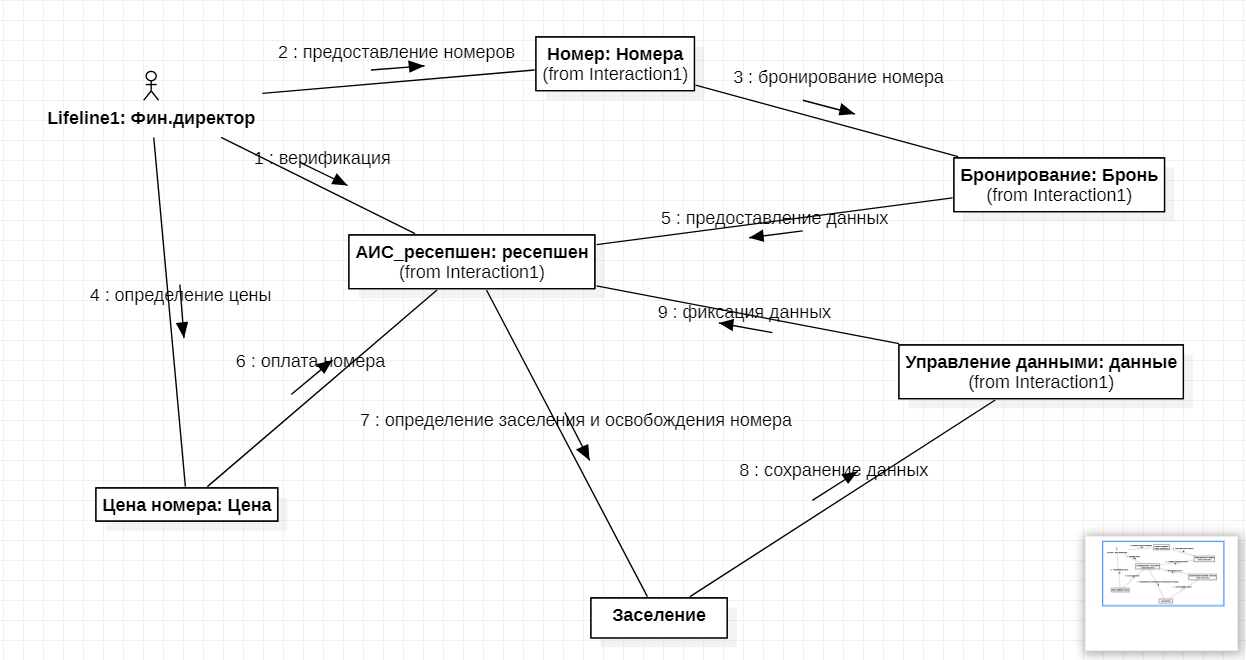 2 : предоставление номеров
Номер: Номера
(from Interaction1)
3 : бронирование номера
Lifeline1: Фин.директор
1 : верификация
Бронирование: Бронь
(from Interaction1)
5 : предоставление данных
АИС_ресепшен: ресепшен
(from Interaction1)
4 : определение цены
9 : фиксация данных
6 : оплата номера
Управление данными: данные
(from Interaction1)
7 : определение заселения и освобождения номера
8 : сохранение данных
Цена номера: Цена
Заселение